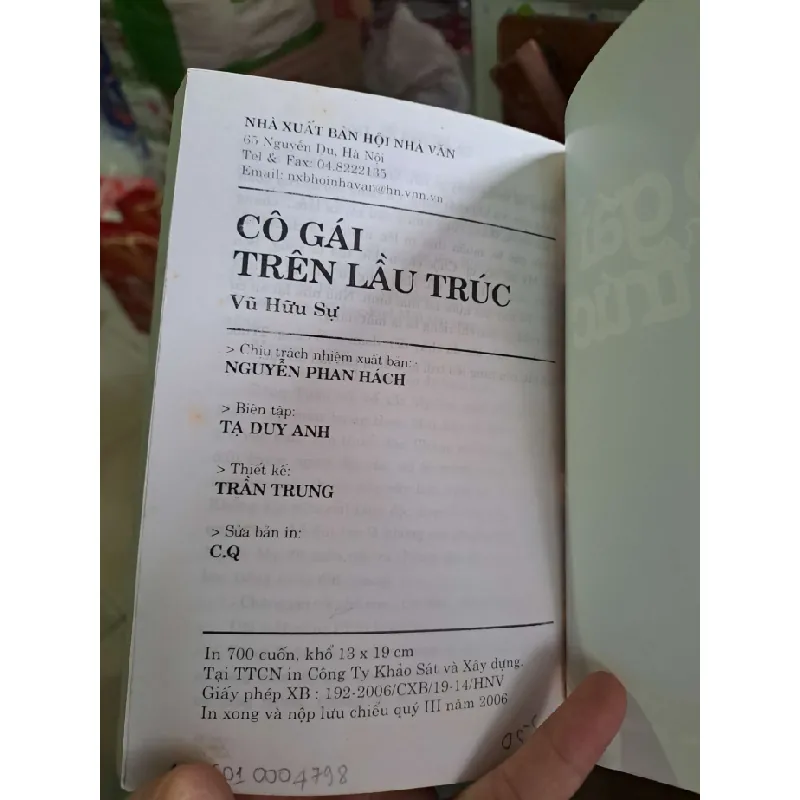 NHÀ XUẤT BẢN HỘI NHÀ VĂN
65 Nguyễn Du, Hà Nội
Tel & Fax: 04.8222135
Email: nxbhoinhavan@hn.vnn.vn
CÔ GÁI
TRÊN LẦU TRÚC
Vũ Hữu Sự
> Chịu trách nhiệm xuất bản:
NGUYỄN PHAN HÁCH
> Biên tập:
TẠ DUY ANH
> Thiết kế:
TRẦN TRUNG
> Sửa bản in:
C.Q
In 700 cuốn, khổ 13 x 19 cm
Tại TTCN in Công Ty Khảo Sát và Xây dựng.
Giấy phép XB : 192-2006/CXB/19-14/HNV
In xong và nộp lưu chiểu quý III năm 2006
01 0004798
gái
trúc